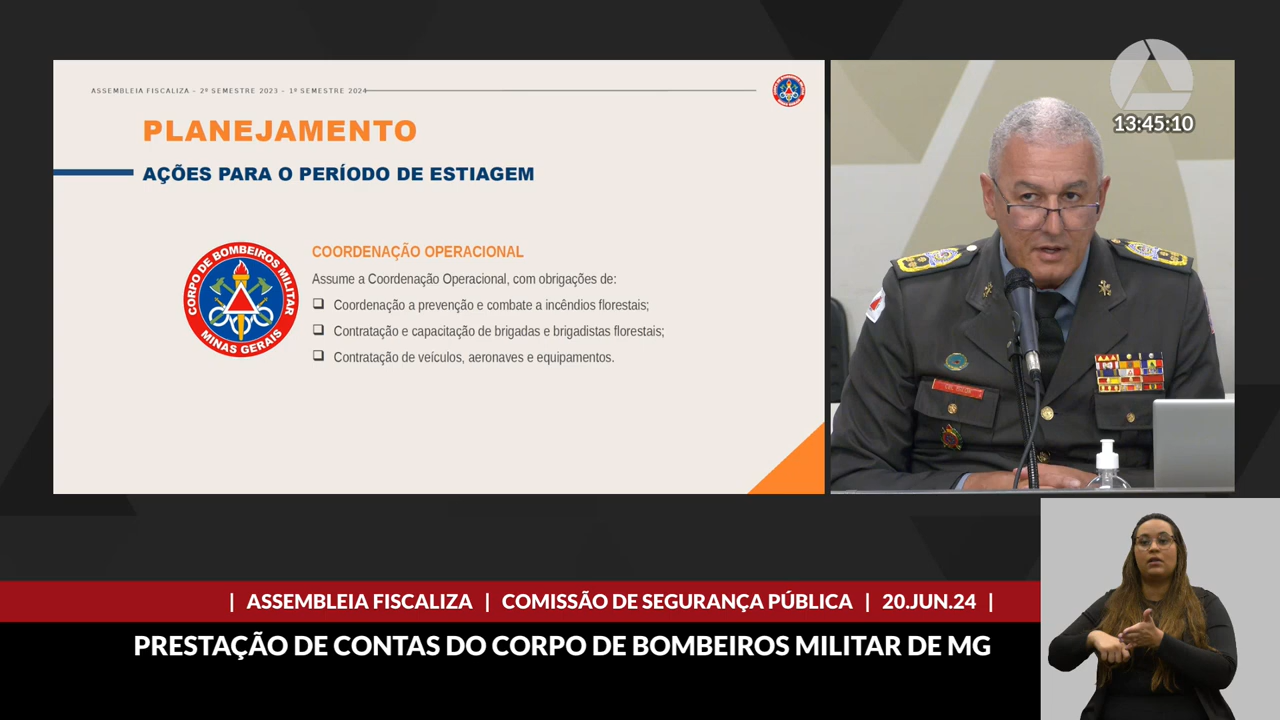 ASSEMBLEIA FISCALIZA - 2º SEMESTRE 2023 - 1º SEMESTRE 2024
PLANEJAMENTO
AÇÕES PARA O PERÍODO DE ESTIAGEM
CORPO DE BOMBEIROS MILITAR
MINAS GERAIS
COORDENAÇÃO OPERACIONAL
Assume a Coordenação Operacional, com obrigações de:
Coordenação a prevenção e combate a incêndios florestais;
Contratação e capacitação de brigadas e brigadistas florestais;
Contratação de veículos, aeronaves e equipamentos.
13:45:10
| ASSEMBLEIA FISCALIZA | COMISSÃO DE SEGURANÇA PÚBLICA | 20.JUN.24 |
PRESTAÇÃO DE CONTAS DO CORPO DE BOMBEIROS MILITAR DE MG